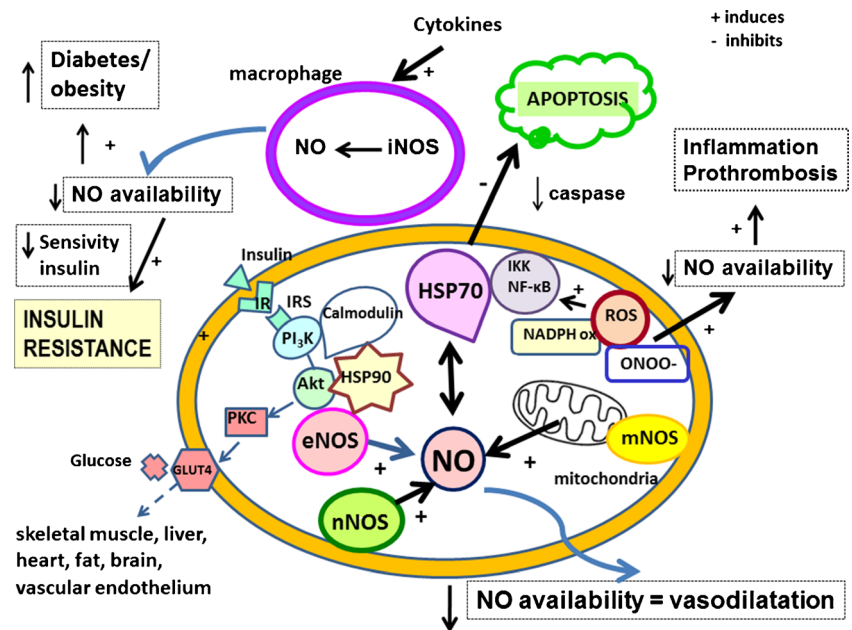 Cytokines
+ induces
- inhibits
Diabetes/
obesity
macrophage
+
APOPTOSIS
NO
iNOS
+
Inflammation
Prothrombosis
-
caspase
NO availability
Sensivity
insulin
+
+
NO availability
Insulin
IKK
NF-κB
+
HSP70
IR
IRS
Calmodulin
ROS
INSULIN
RESISTANCE
+
PI3K
NADPH ox
+
ONOO-
Akt
HSP90
PKC
eNOS
mNOS
NO
+
+
mitochondria
Glucose
GLUT4
nNOS
+
skeletal muscle, liver,
heart, fat, brain,
vascular endothelium
NO availability = vasodilatation